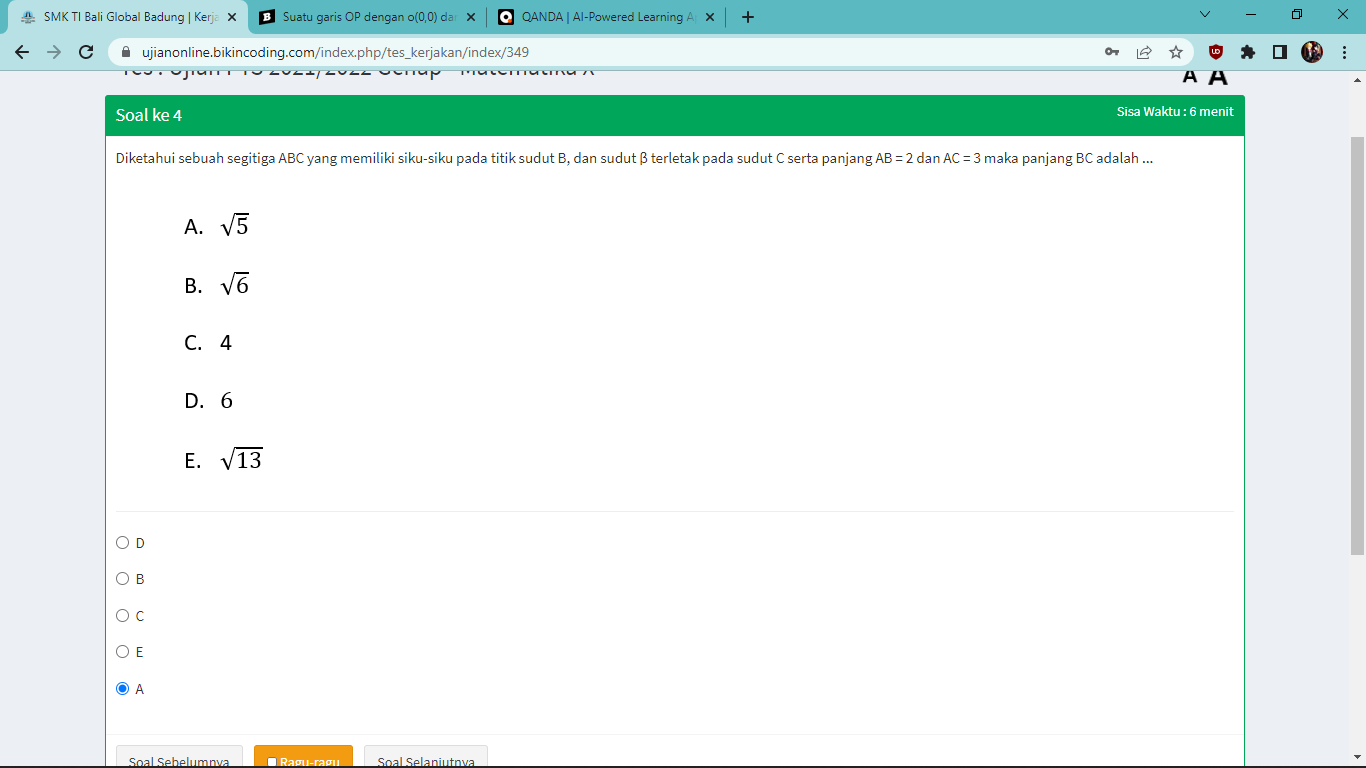 SMK TI Bali Global Badung | Kerja
Suatu garis OP dengan o(0,0) dan
QANDA | AI-Powered Learning A
ujianonline.bikincoding.com/index.php/tes_kerjakan/index/349
Tes : Ujian PTS 2021/2022 Genap - Matematika X
A A
Soal ke 4
Sisa Waktu : 6 menit
Diketahui sebuah segitiga ABC yang memiliki siku-siku pada titik sudut B, dan sudut β terletak pada sudut C serta panjang AB = 2 dan AC = 3 maka panjang BC adalah ...
A. √5
B. √6
C. 4
D. 6
E. √13
D
B
C
E
A
Soal Sebelumnya
Ragu-ragu
Soal Selanjutnya